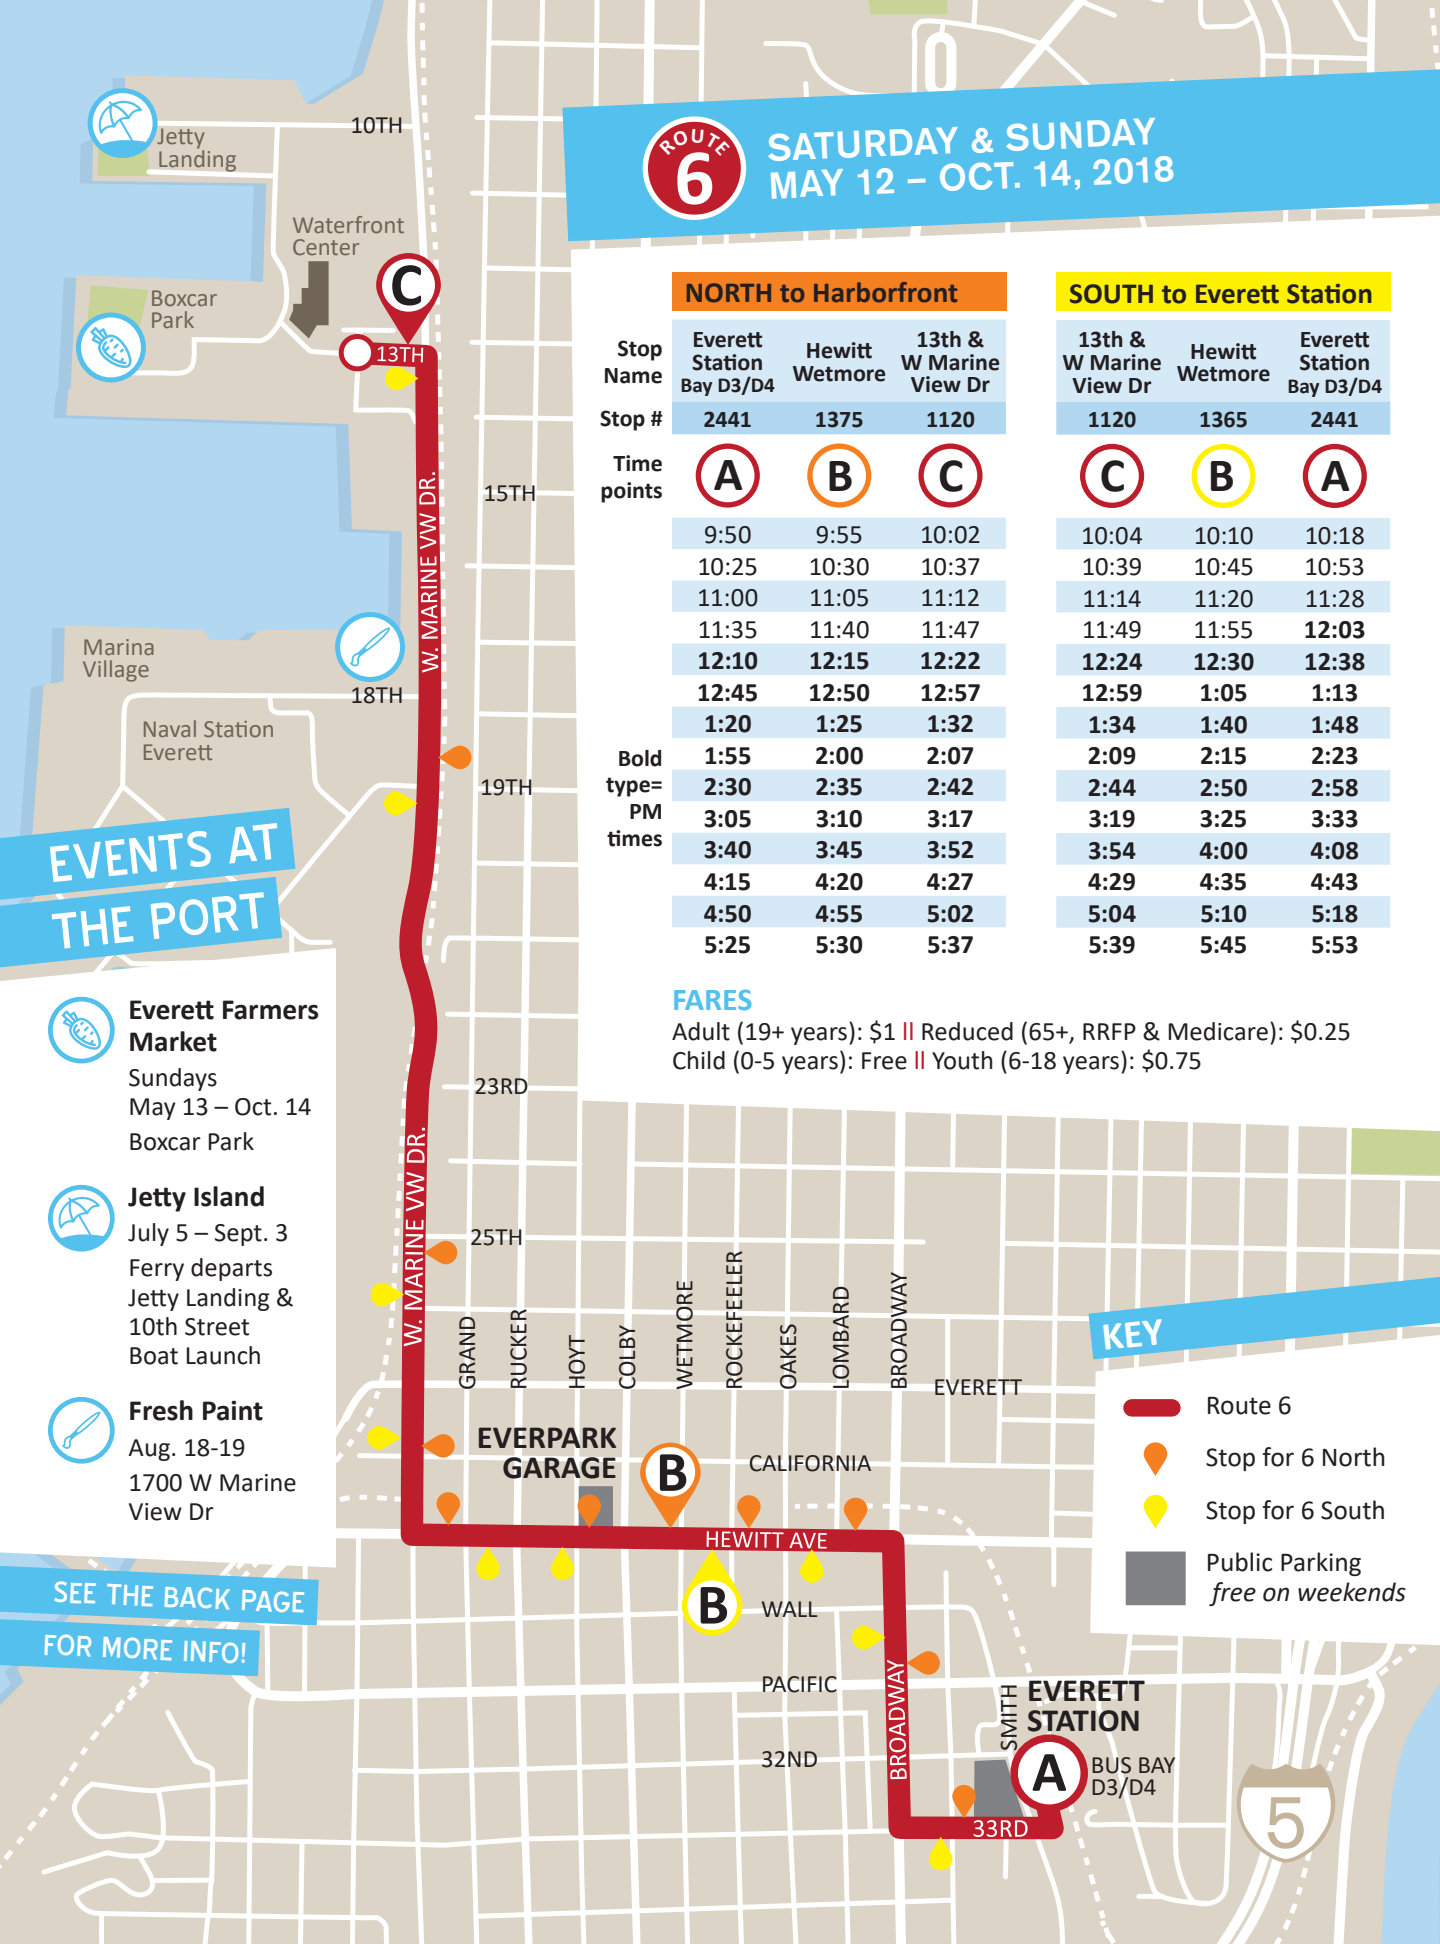 ROUTE
6
SATURDAY & SUNDAY
MAY 12 – OCT. 14, 2018
NORTH to Harborfront
SOUTH to Everett Station
Stop Name
Everett Station Bay D3/D4
Hewitt Wetmore
13th & W Marine View Dr
13th & W Marine View Dr
Hewitt Wetmore
Everett Station Bay D3/D4
Stop # 2441 1375 1120 1120 1365 2441
Time points A B C C B A
9:50 9:55 10:02 10:04 10:10 10:18
10:25 10:30 10:37 10:39 10:45 10:53
11:00 11:05 11:12 11:14 11:20 11:28
11:35 11:40 11:47 11:49 11:55 12:03
12:10 12:15 12:22 12:24 12:30 12:38
12:45 12:50 12:57 12:59 1:05 1:13
1:20 1:25 1:32 1:34 1:40 1:48
1:55 2:00 2:07 2:09 2:15 2:23
2:30 2:35 2:42 2:44 2:50 2:58
3:05 3:10 3:17 3:19 3:25 3:33
3:40 3:45 3:52 3:54 4:00 4:08
4:15 4:20 4:27 4:29 4:35 4:43
4:50 4:55 5:02 5:04 5:10 5:18
5:25 5:30 5:37 5:39 5:45 5:53
Bold
type=
PM
times
FARES
Adult (19+ years): $1 ll Reduced (65+, RRFP & Medicare): $0.25
Child (0-5 years): Free ll Youth (6-18 years): $0.75
Jetty
Landing
10TH
Waterfront
Center
Boxcar
Park
C
13TH
W. MARINE VW DR.
15TH
Marina
Village
18TH
Naval Station
Everett
19TH
EVENTS AT
THE PORT
Everett Farmers
Market
Sundays
May 13 – Oct. 14
Boxcar Park
Jetty Island
July 5 – Sept. 3
Ferry departs
Jetty Landing &
10th Street
Boat Launch
Fresh Paint
Aug. 18-19
1700 W Marine
View Dr
SEE THE BACK PAGE
FOR MORE INFO!
23RD
W. MARINE VW DR.
25TH
GRAND
RUCKER
HOYT
COLBY
WETMORE
ROCKEFEELER
OAKES
LOMBARD
BROADWAY
EVERETT
EVERPARK
GARAGE
B
CALIFORNIA
HEWITT AVE
B
WALL
PACIFIC
32ND
BROADWAY
SMITH
EVERETT
STATION
A
BUS BAY
D3/D4
33RD
5
KEY
Route 6
Stop for 6 North
Stop for 6 South
Public Parking
free on weekends